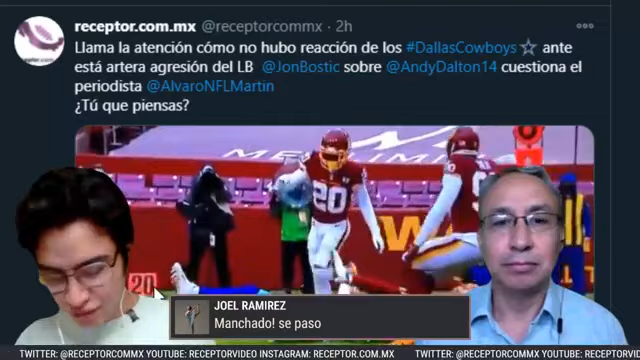 receptor.com.mx @receptorcommx · 2h
Llama la atención cómo no hubo reacción de los #DallasCowboys ante
está artera agresión del LB @JonBostic sobre @AndyDalton14 cuestiona el
periodista @AlvaroNFLMartin
¿Tú que piensas?
20
20
JOEL RAMIREZ
Manchado! se paso
TWITTER: @RECEPTORCOMMX YOUTUBE: RECEPTORVIDEO INSTAGRAM: RECEPTOR.COM.MX TWITTER: @RECEPTORCOMMX YOUTUBE: RECEPTORVID